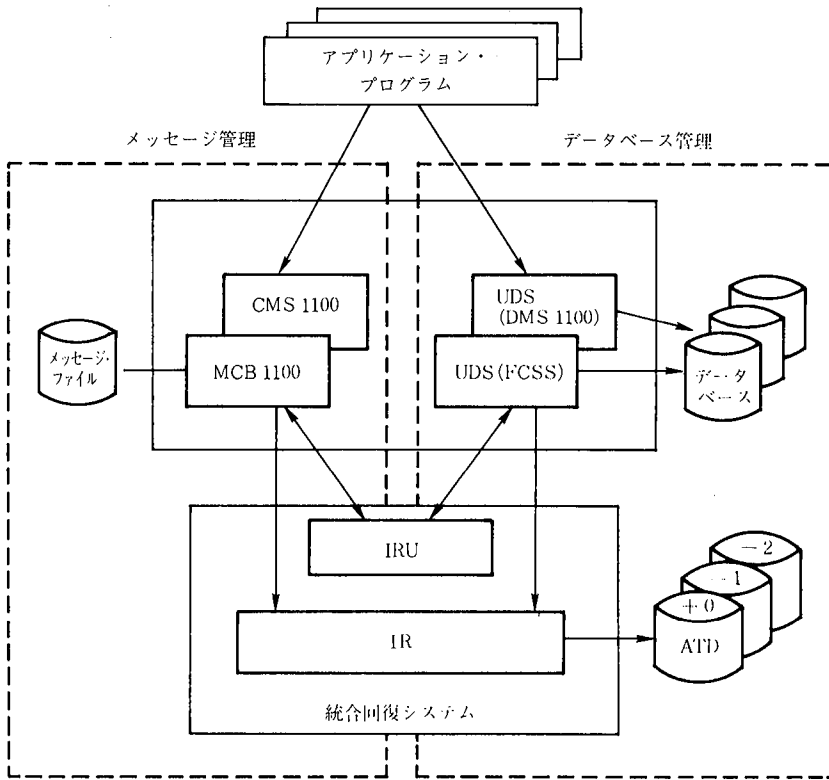 アプリケーション・
プログラム
メッセージ管理
データベース管理
CMS 1100
UDS
(DMS 1100)
メッセージ・
ファイル
MCB 1100
UDS(FCSS)
データ
ベース
IRU
IR
-2
-1
+0
ATD
統合回復システム